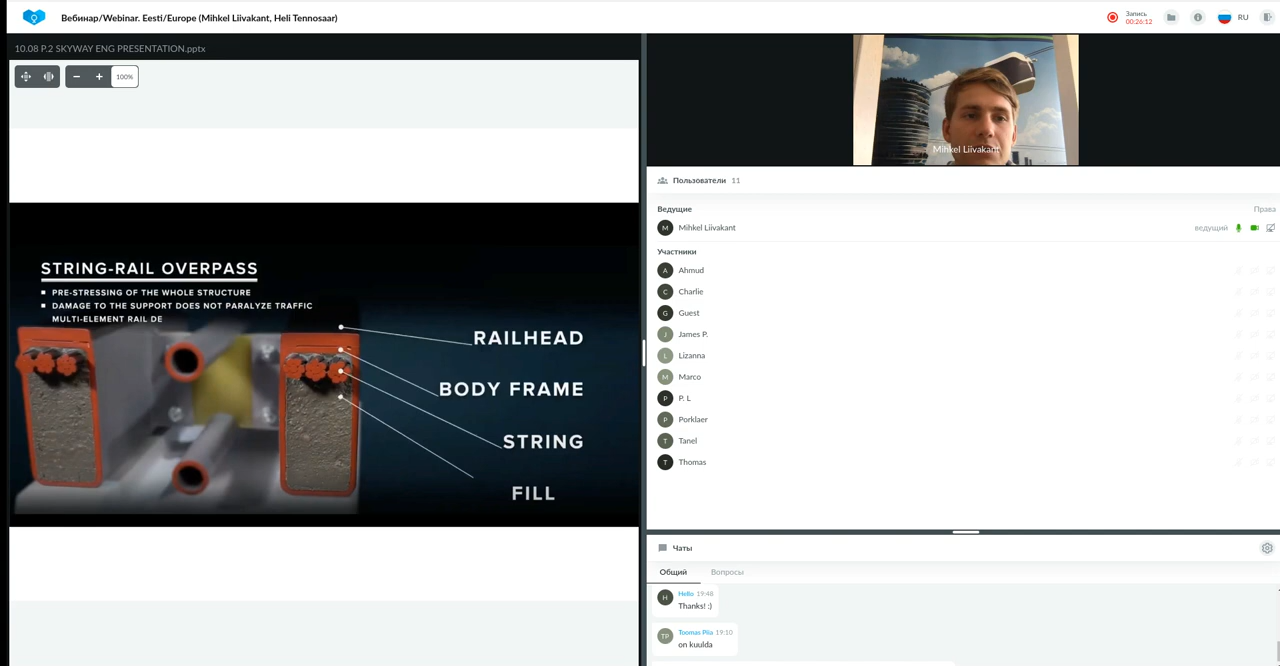 Вебинар/Webinar. Eesti/Europe (Mihkel Liivakant, Heli Tennosaar)
Запись
00:26:12
RU
10.08 P.2 SKYWAY ENG PRESENTATION.pptx
100%
STRING-RAIL OVERPASS
PRE-STRESSING OF THE WHOLE STRUCTURE
DAMAGE TO THE SUPPORT DOES NOT PARALYZE TRAFFIC
MULTI-ELEMENT RAIL DE
RAILHEAD
BODY FRAME
STRING
FILL
Mihkel Liivakant
Пользователи 11
Ведущие Права
M Mihkel Liivakant ведущий
Участники
A Ahmud
C Charlie
G Guest
J James P.
L Lizanna
M Marco
P P. L
P Porklaer
T Tanel
T Thomas
Чаты
Общий Вопросы
H Hello 19:48
Thanks! :)
TP Toomas Piia 19:10
on kuulda